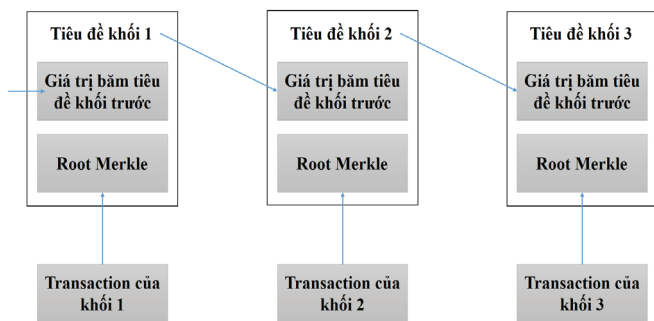 Tiêu đề khối 1
Tiêu đề khối 2
Tiêu đề khối 3
Giá trị băm tiêu
đề khối trước
Giá trị băm tiêu
đề khối trước
Giá trị băm tiêu
đề khối trước
Root Merkle
Root Merkle
Root Merkle
Transaction của
khối 1
Transaction của
khối 2
Transaction của
khối 3